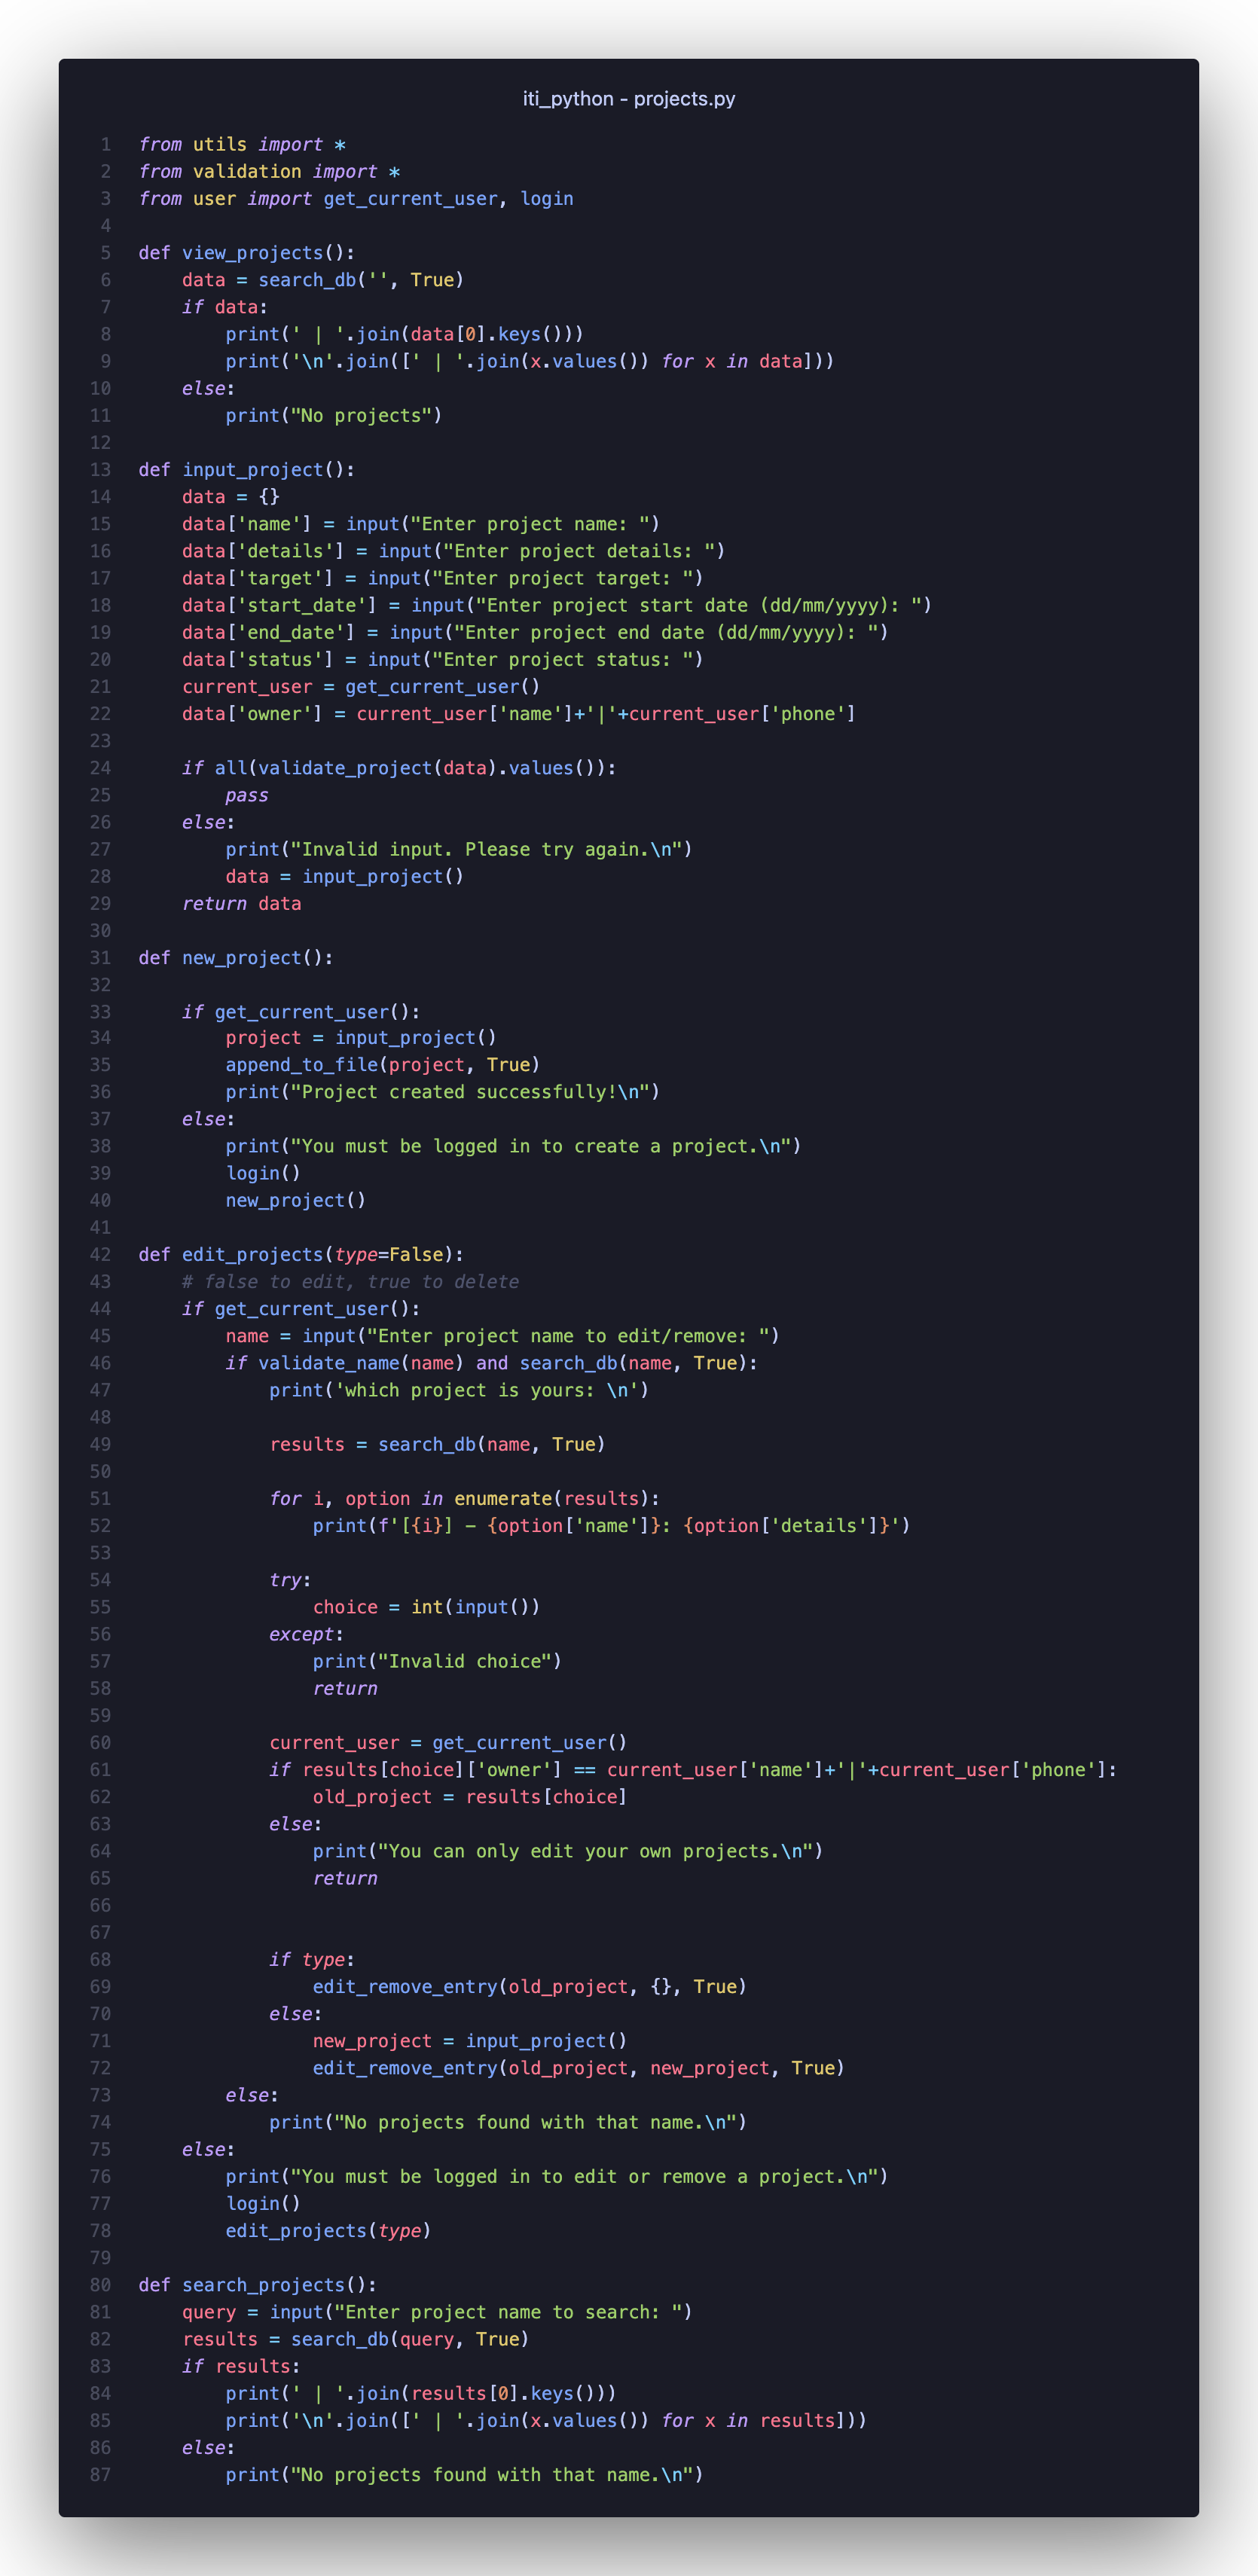 iti_python - projects.py
1 from utils import *
2 from validation import *
3 from user import get_current_user, login
4
5 def view_projects():
6     data = search_db('', True)
7     if data:
8         print(' | '.join(data[0].keys()))
9         print('\n'.join([' | '.join(x.values()) for x in data]))
10     else:
11         print("No projects")
12
13 def input_project():
14     data = {}
15     data['name'] = input("Enter project name: ")
16     data['details'] = input("Enter project details: ")
17     data['target'] = input("Enter project target: ")
18     data['start_date'] = input("Enter project start date (dd/mm/yyyy): ")
19     data['end_date'] = input("Enter project end date (dd/mm/yyyy): ")
20     data['status'] = input("Enter project status: ")
21     current_user = get_current_user()
22     data['owner'] = current_user['name']+'|'+current_user['phone']
23
24     if all(validate_project(data).values()):
25         pass
26     else:
27         print("Invalid input. Please try again.\n")
28         data = input_project()
29     return data
30
31 def new_project():
32
33     if get_current_user():
34         project = input_project()
35         append_to_file(project, True)
36         print("Project created successfully!\n")
37     else:
38         print("You must be logged in to create a project.\n")
39         login()
40         new_project()
41
42 def edit_projects(type=False):
43     # false to edit, true to delete
44     if get_current_user():
45         name = input("Enter project name to edit/remove: ")
46         if validate_name(name) and search_db(name, True):
47             print('which project is yours: \n')
48
49             results = search_db(name, True)
50
51             for i, option in enumerate(results):
52                 print(f'[{i}] - {option['name']}: {option['details']}')
53
54             try:
55                 choice = int(input())
56             except:
57                 print("Invalid choice")
58                 return
59
60             current_user = get_current_user()
61             if results[choice]['owner'] == current_user['name']+'|'+current_user['phone']:
62                 old_project = results[choice]
63             else:
64                 print("You can only edit your own projects.\n")
65                 return
66
67
68             if type:
69                 edit_remove_entry(old_project, {}, True)
70             else:
71                 new_project = input_project()
72                 edit_remove_entry(old_project, new_project, True)
73         else:
74             print("No projects found with that name.\n")
75     else:
76         print("You must be logged in to edit or remove a project.\n")
77         login()
78         edit_projects(type)
79
80 def search_projects():
81     query = input("Enter project name to search: ")
82     results = search_db(query, True)
83     if results:
84         print(' | '.join(results[0].keys()))
85         print('\n'.join([' | '.join(x.values()) for x in results]))
86     else:
87         print("No projects found with that name.\n")